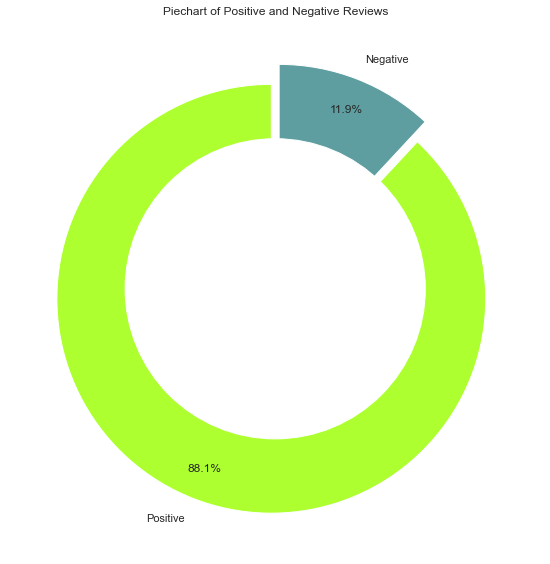 Piechart of Positive and Negative Reviews
Negative
11.9%
88.1%
Positive